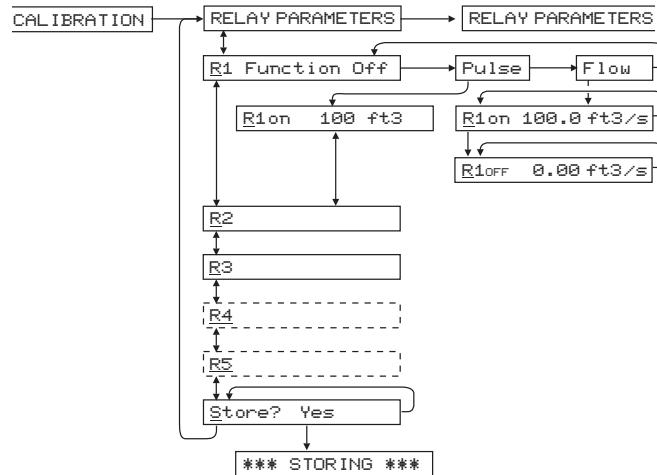 CALIBRATION
RELAY PARAMETERS
RELAY PARAMETERS
R1 Function Off
Pulse
Flow
R1on 100 ft3
R1on 100.0 ft3/s
R1OFF 0.00 ft3/s
R2
R3
R4
R5
Store? Yes
*** STORING ***